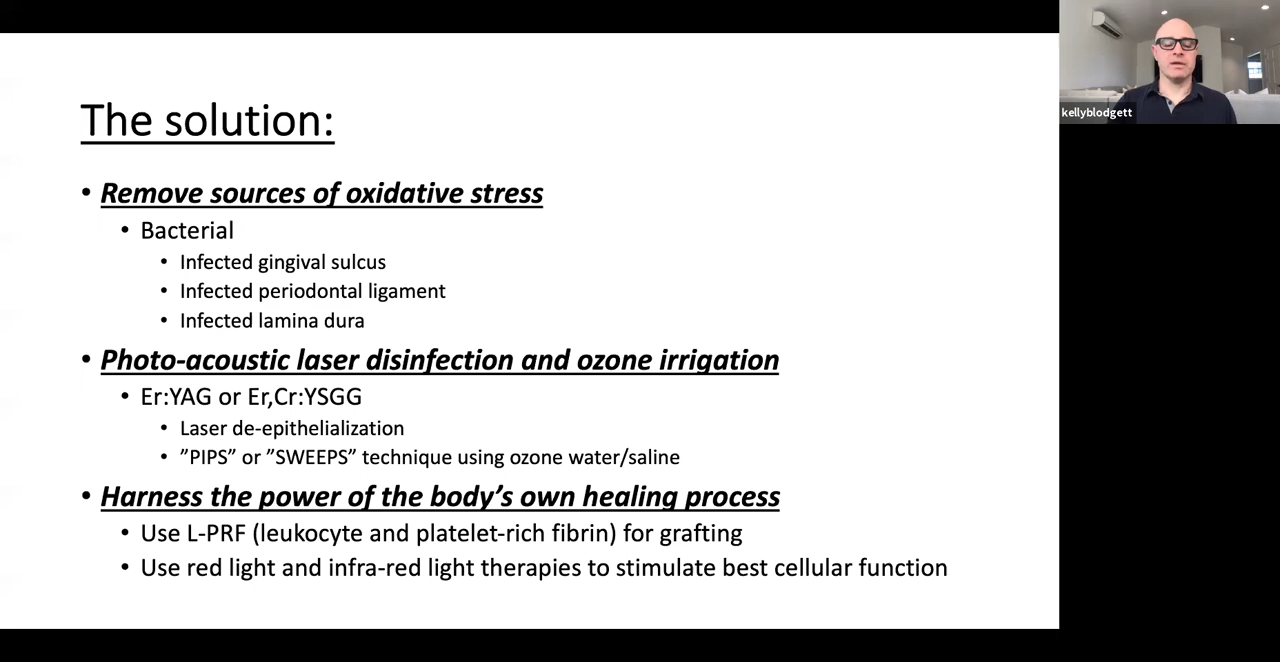 The solution:
• Remove sources of oxidative stress
• Bacterial
• Infected gingival sulcus
• Infected periodontal ligament
• Infected lamina dura
• Photo-acoustic laser disinfection and ozone irrigation
• Er:YAG or Er,Cr:YSGG
• Laser de-epithelialization
• ”PIPS” or ”SWEEPS” technique using ozone water/saline
• Harness the power of the body’s own healing process
• Use L-PRF (leukocyte and platelet-rich fibrin) for grafting
• Use red light and infra-red light therapies to stimulate best cellular function
kellyblodgett